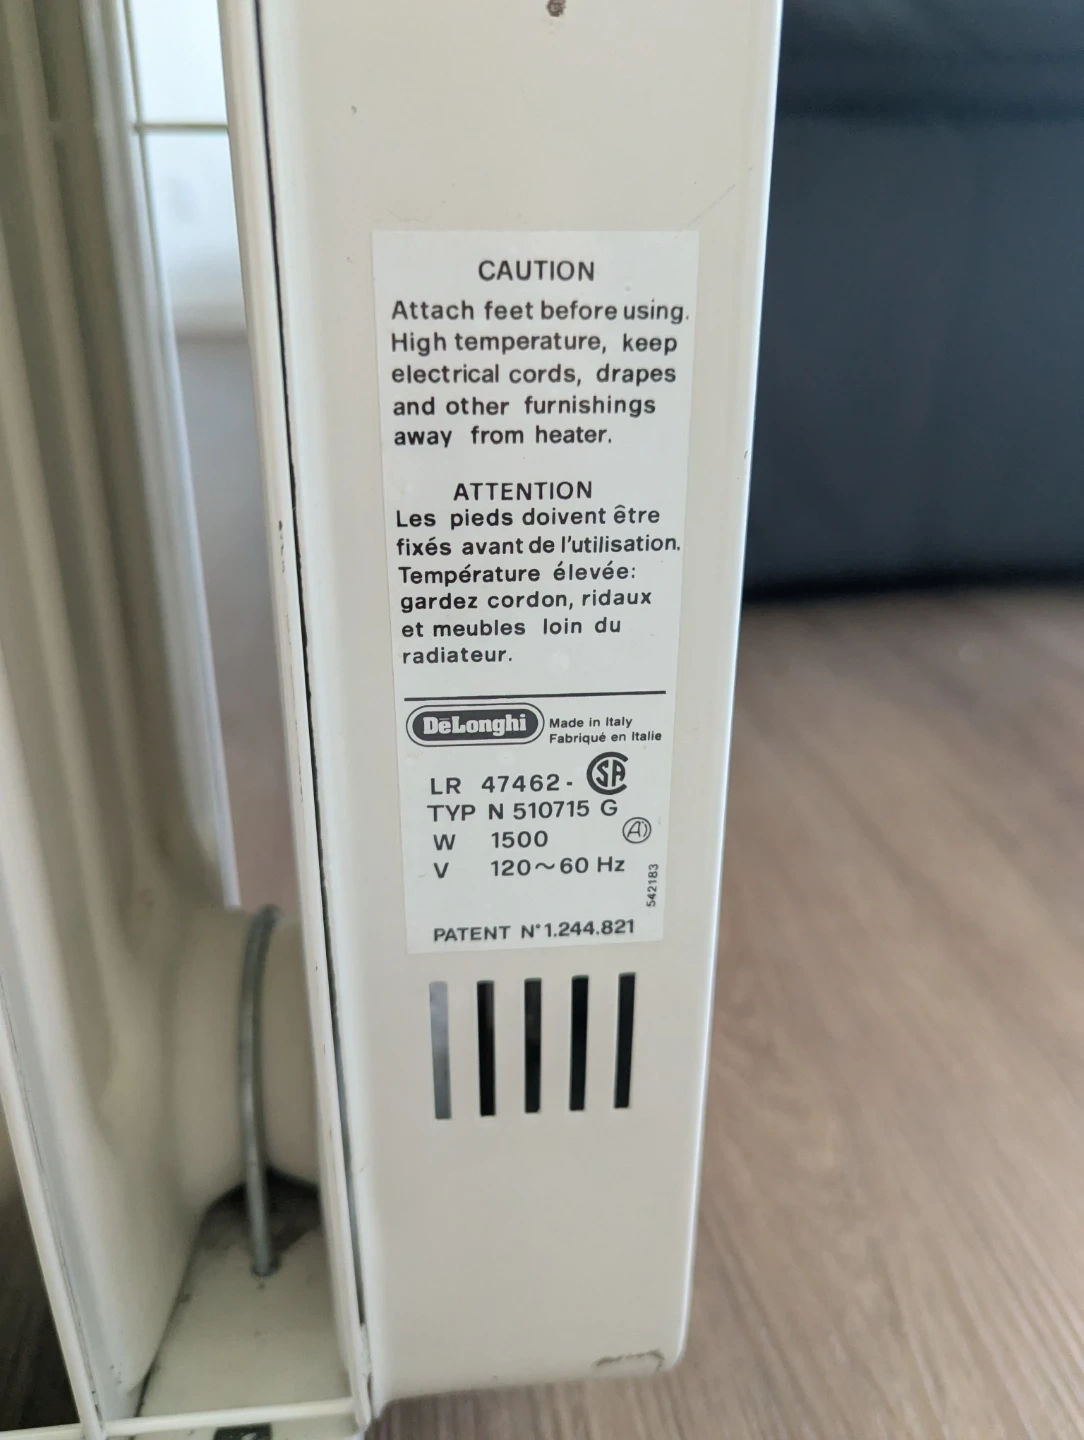 CAUTION
Attach feet before using.
High temperature, keep
electrical cords, drapes
and other furnishings
away from heater.
ATTENTION
Les pieds doivent être
fixés avant de l'utilisation.
Température élevée:
gardez cordon, ridaux
et meubles loin du
radiateur.
DeLonghi Made in Italy
Fabriqué en Italie
LR 47462- SA
TYP N 510715 G
W 1500 A
V 120~60 Hz
542183
PATENT N° 1.244.821